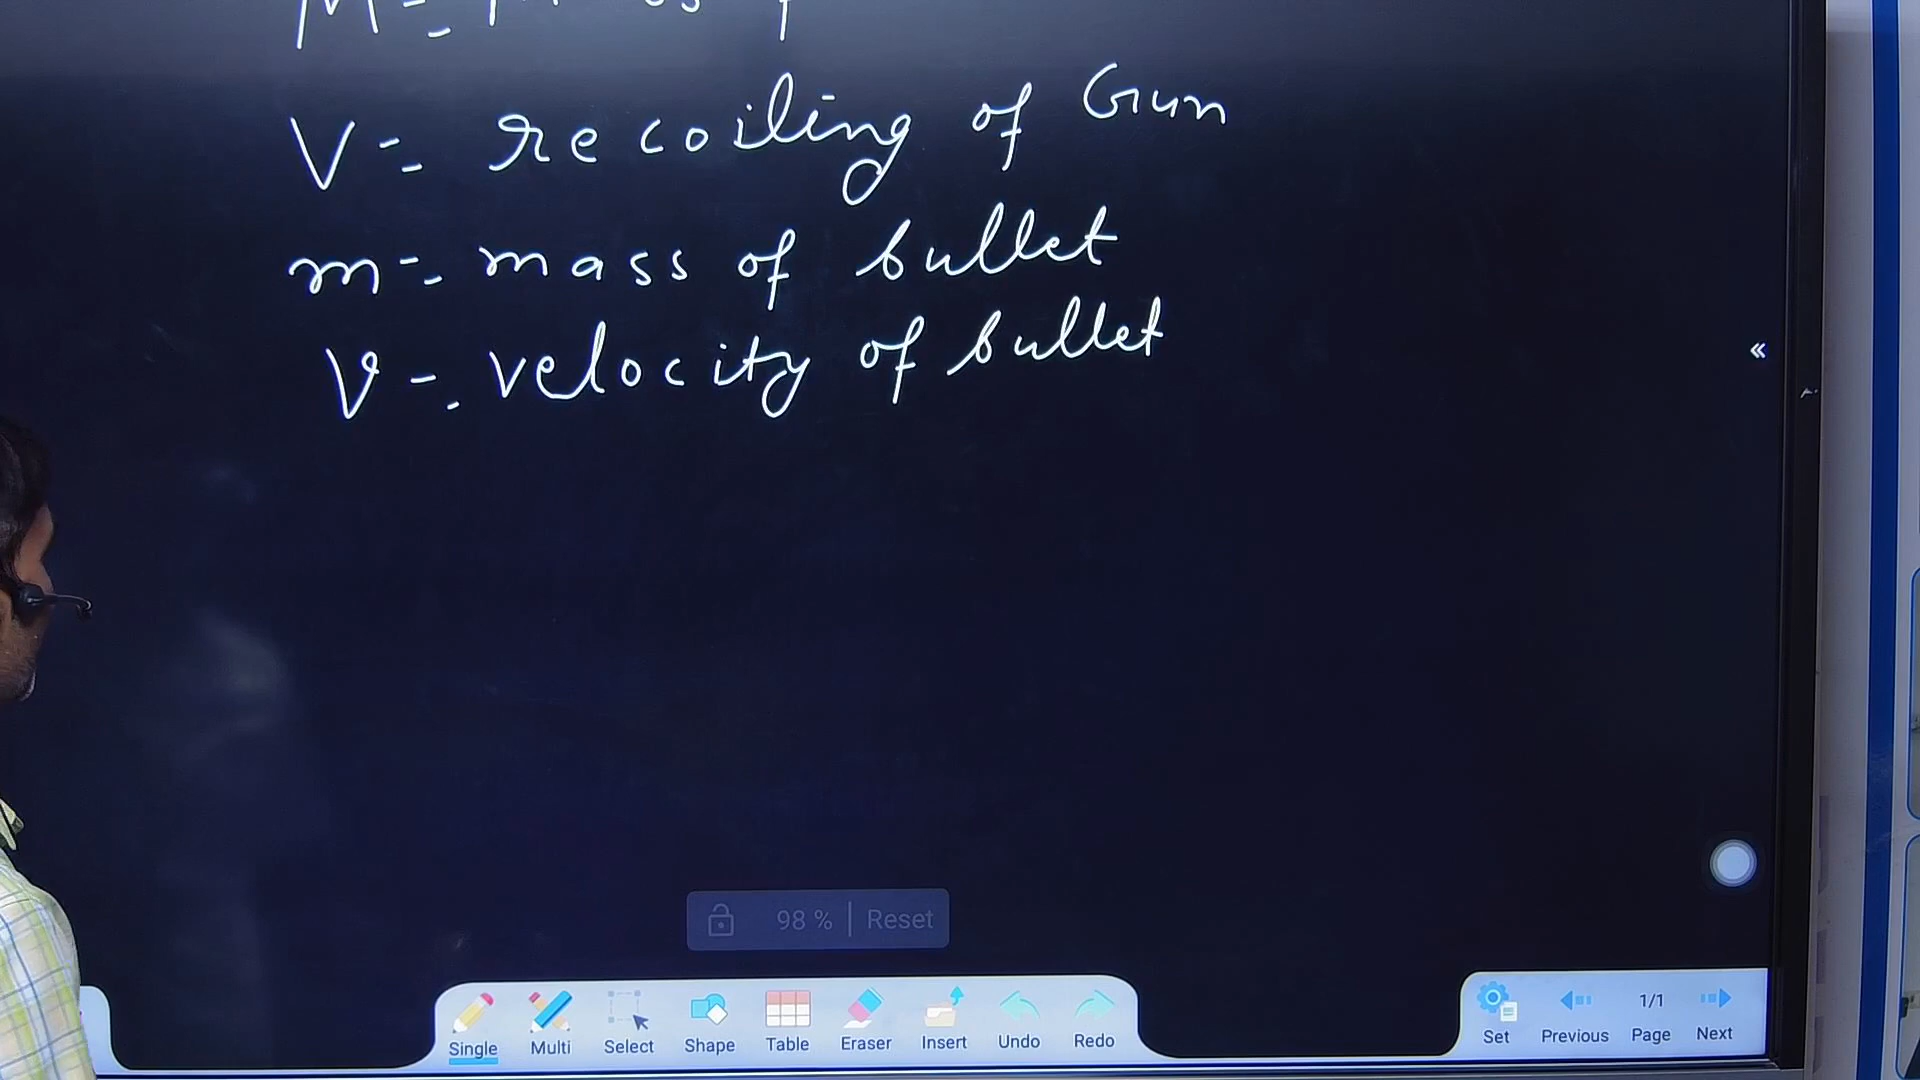 V = recoiling of Gun
m = mass of bullet
v = velocity of bullet
«
98 % | Reset
Single Multi Select Shape Table Eraser Insert Undo Redo
Set Previous 1/1 Page Next